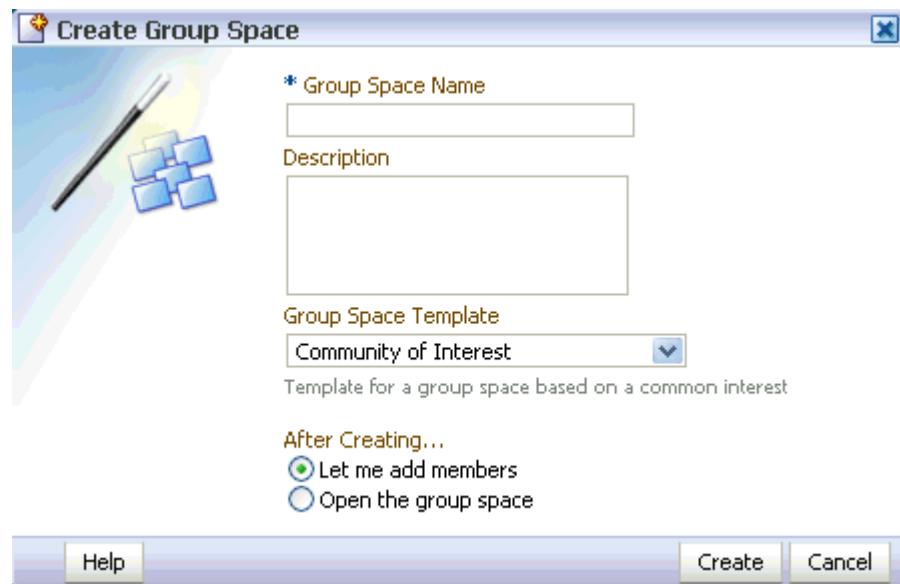 Create Group Space
* Group Space Name
Description
Group Space Template
Community of Interest
Template for a group space based on a common interest
After Creating...
Let me add members
Open the group space
Help Create Cancel